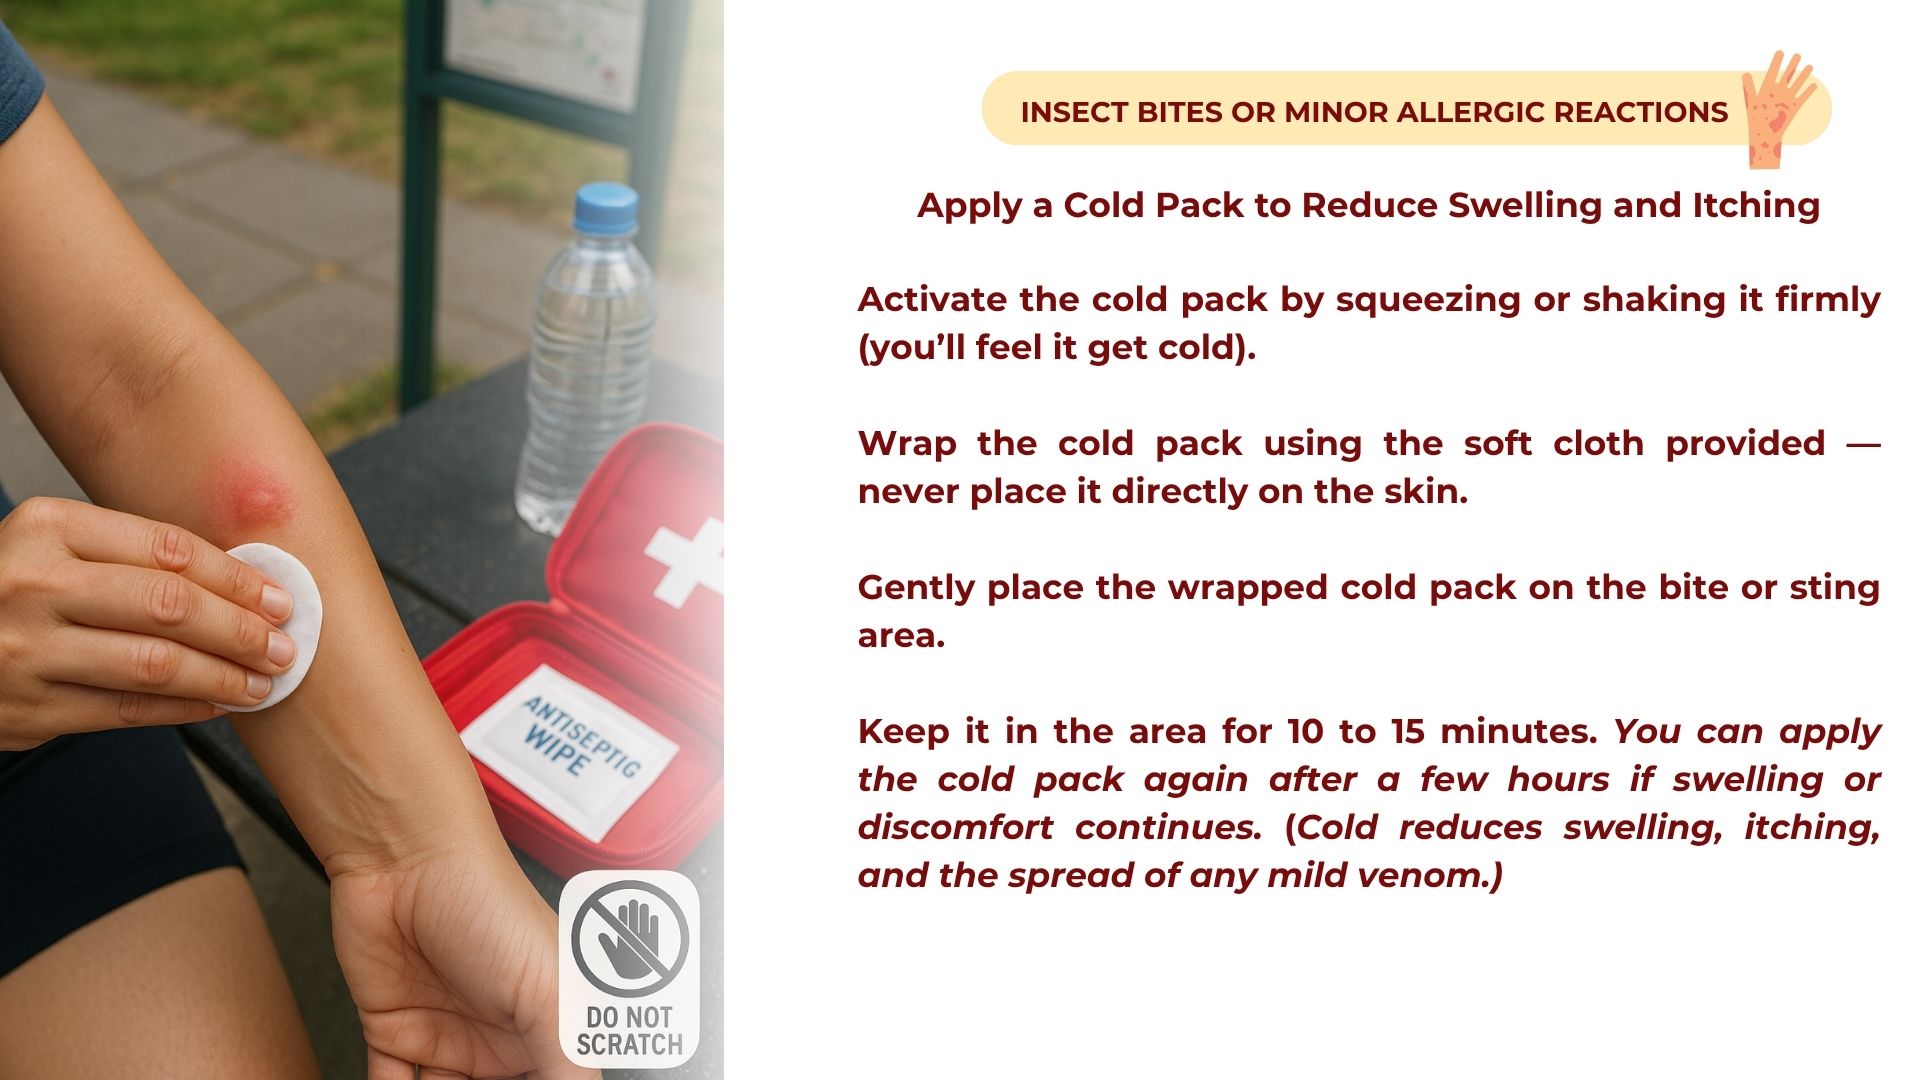 INSECT BITES OR MINOR ALLERGIC REACTIONS
Apply a Cold Pack to Reduce Swelling and Itching
Activate the cold pack by squeezing or shaking it firmly
(you’ll feel it get cold).
Wrap the cold pack using the soft cloth provided —
never place it directly on the skin.
Gently place the wrapped cold pack on the bite or sting
area.
Keep it in the area for 10 to 15 minutes. You can apply
the cold pack again after a few hours if swelling or
discomfort continues. (Cold reduces swelling, itching,
and the spread of any mild venom.)
ANTISEPTIC
WIPE
DO NOT
SCRATCH